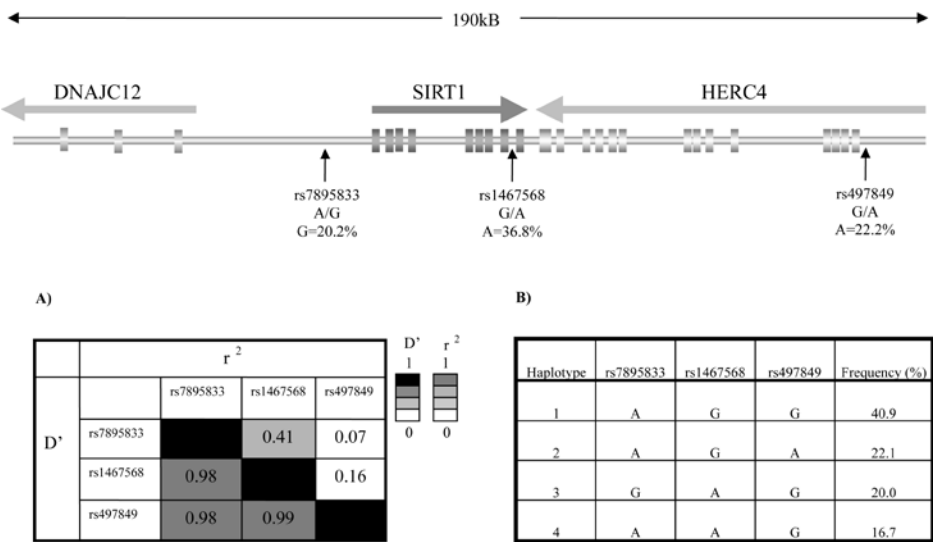 190kB
DNAJC12 SIRT1 HERC4
rs7895833 rs1467568 rs497849
A/G G/A G/A
G=20.2% A=36.8% A=22.2%
A) B)
D' r 2
1 1
0 0
r 2
rs7895833 rs1467568 rs497849
D'
rs7895833 0.41 0.07
rs1467568 0.98 0.16
rs497849 0.98 0.99
Haplotype rs7895833 rs1467568 rs497849 Frequency (%)
1 A G G 40.9
2 A G A 22.1
3 G A G 20.0
4 A A G 16.7